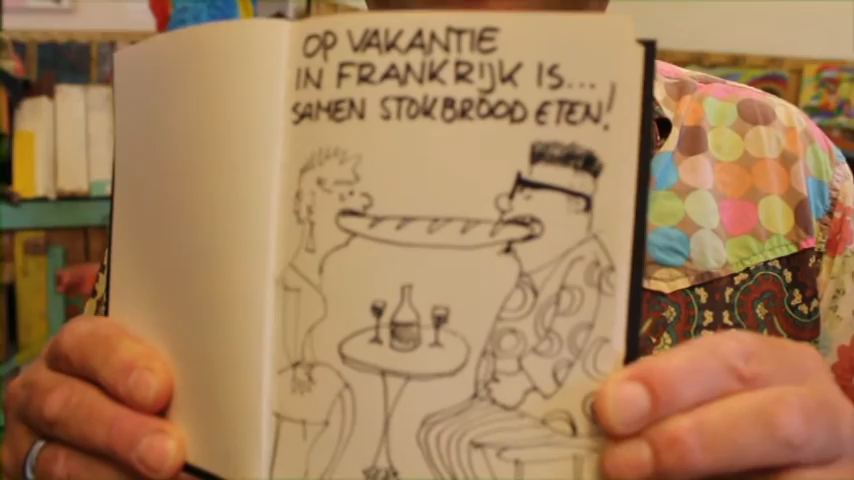 OP VAKANTIE
IN FRANKRIJK IS...
SAMEN STOKBROOD ETEN!